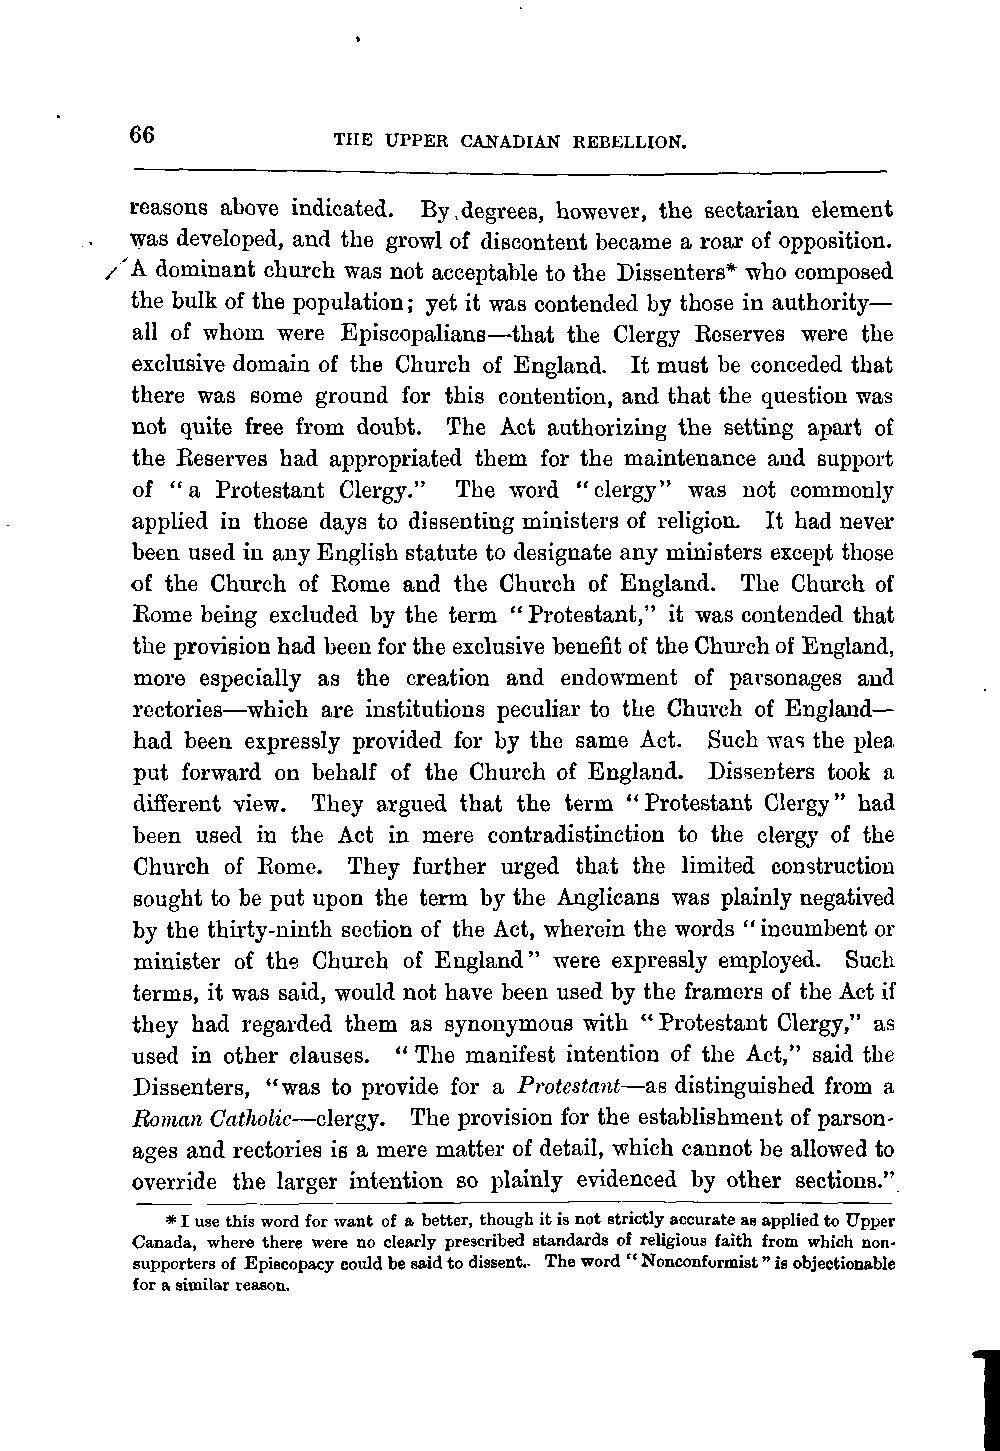 66
THE UPPER CANADIAN REBELLION.
reasons above indicated. By degrees, however, the sectarian element
was developed, and the growl of discontent became a roar of opposition.
A dominant church was not acceptable to the Dissenters* who composed
the bulk of the population; yet it was contended by those in authority—
all of whom were Episcopalians—that the Clergy Reserves were the
exclusive domain of the Church of England. It must be conceded that
there was some ground for this contention, and that the question was
not quite free from doubt. The Act authorizing the setting apart of
the Reserves had appropriated them for the maintenance and support
of "a Protestant Clergy." The word "clergy" was not commonly
applied in those days to dissenting ministers of religion. It had never
been used in any English statute to designate any ministers except those
of the Church of Rome and the Church of England. The Church of
Rome being excluded by the term "Protestant," it was contended that
the provision had been for the exclusive benefit of the Church of England,
more especially as the creation and endowment of parsonages and
rectories—which are institutions peculiar to the Church of England—
had been expressly provided for by the same Act. Such was the plea
put forward on behalf of the Church of England. Dissenters took a
different view. They argued that the term "Protestant Clergy" had
been used in the Act in mere contradistinction to the clergy of the
Church of Rome. They further urged that the limited construction
sought to be put upon the term by the Anglicans was plainly negatived
by the thirty-ninth section of the Act, wherein the words "incumbent or
minister of the Church of England" were expressly employed. Such
terms, it was said, would not have been used by the framers of the Act if
they had regarded them as synonymous with "Protestant Clergy," as
used in other clauses. "The manifest intention of the Act," said the
Dissenters, "was to provide for a Protestant—as distinguished from a
Roman Catholic—clergy. The provision for the establishment of parson-
ages and rectories is a mere matter of detail, which cannot be allowed to
override the larger intention so plainly evidenced by other sections."
* I use this word for want of a better, though it is not strictly accurate as applied to Upper
Canada, where there were no clearly prescribed standards of religious faith from which non-
supporters of Episcopacy could be said to dissent. The word "Nonconformist" is objectionable
for a similar reason.